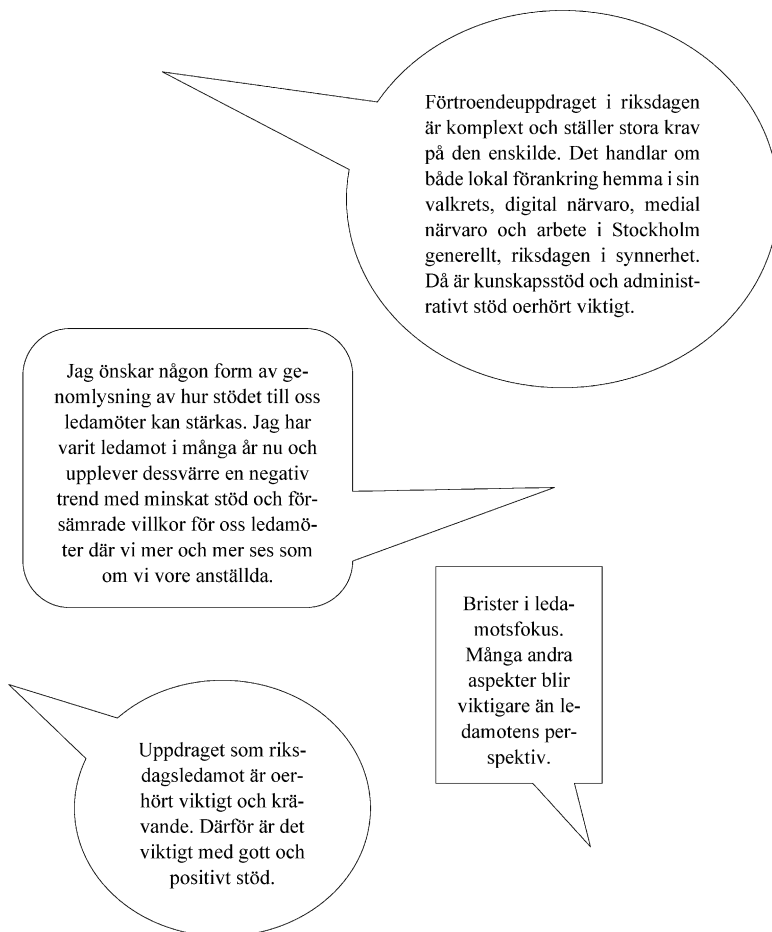 Förtroendeuppdraget i riksdagen
är komplext och ställer stora krav
på den enskilde. Det handlar om
både lokal förankring hemma i sin
valkrets, digital närvaro, medial
närvaro och arbete i Stockholm
generellt, riksdagen i synnerhet.
Då är kunskapsstöd och administ-
rativt stöd oerhört viktigt.
Jag önskar någon form av ge-
nomlysning av hur stödet till oss
ledamöter kan stärkas. Jag har
varit ledamot i många år nu och
upplever dessvärre en negativ
trend med minskat stöd och för-
sämrade villkor för oss ledamö-
ter där vi mer och mer ses som
om vi vore anställda.
Brister i leda-
motsfokus.
Många andra
aspekter blir
viktigare än le-
damotens per-
spektiv.
Uppdraget som riks-
dagsledamot är oer-
hört viktigt och krä-
vande. Därför är det
viktigt med gott och
positivt stöd.